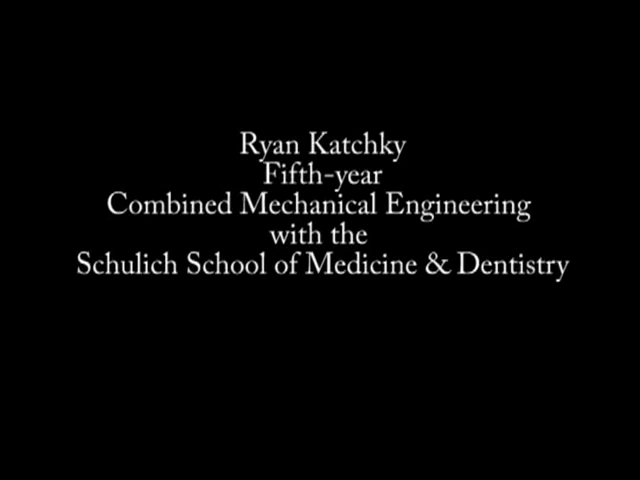 Ryan Katchky
Fifth-year
Combined Mechanical Engineering
with the
Schulich School of Medicine & Dentistry